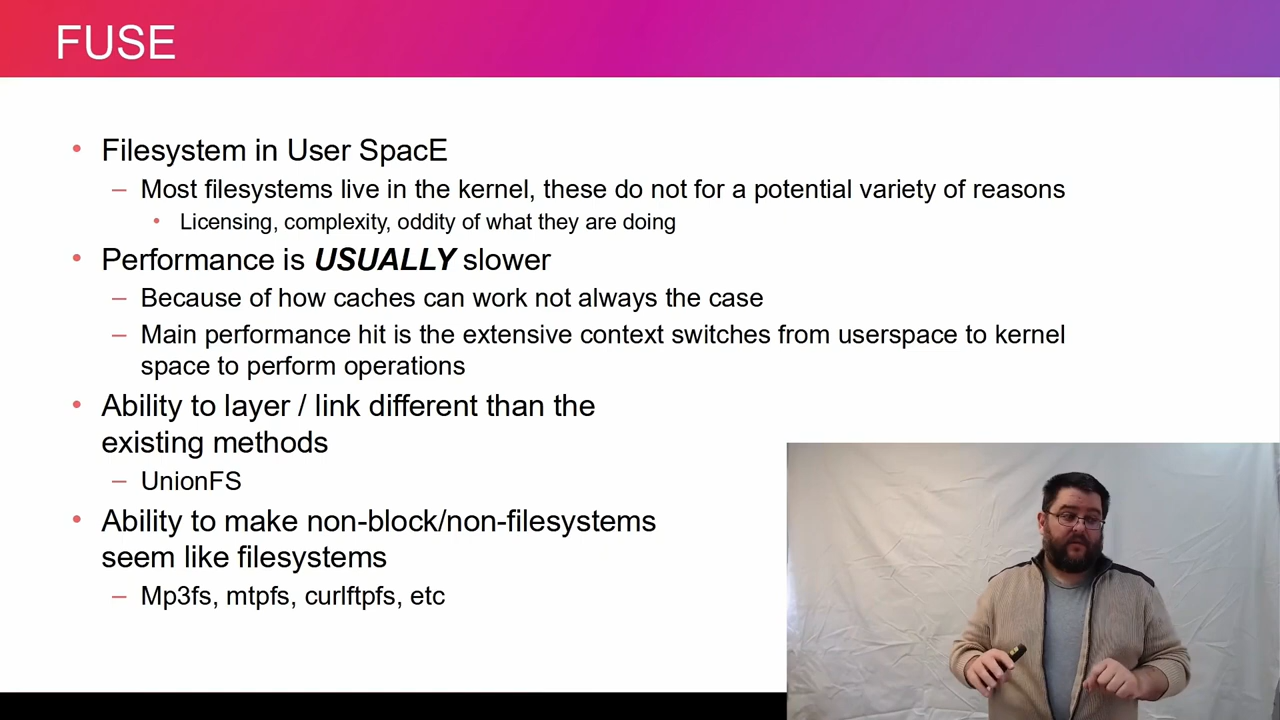 FUSE
• Filesystem in User SpacE
– Most filesystems live in the kernel, these do not for a potential variety of reasons
• Licensing, complexity, oddity of what they are doing
• Performance is USUALLY slower
– Because of how caches can work not always the case
– Main performance hit is the extensive context switches from userspace to kernel
space to perform operations
• Ability to layer / link different than the
existing methods
– UnionFS
• Ability to make non-block/non-filesystems
seem like filesystems
– Mp3fs, mtpfs, curlftpfs, etc